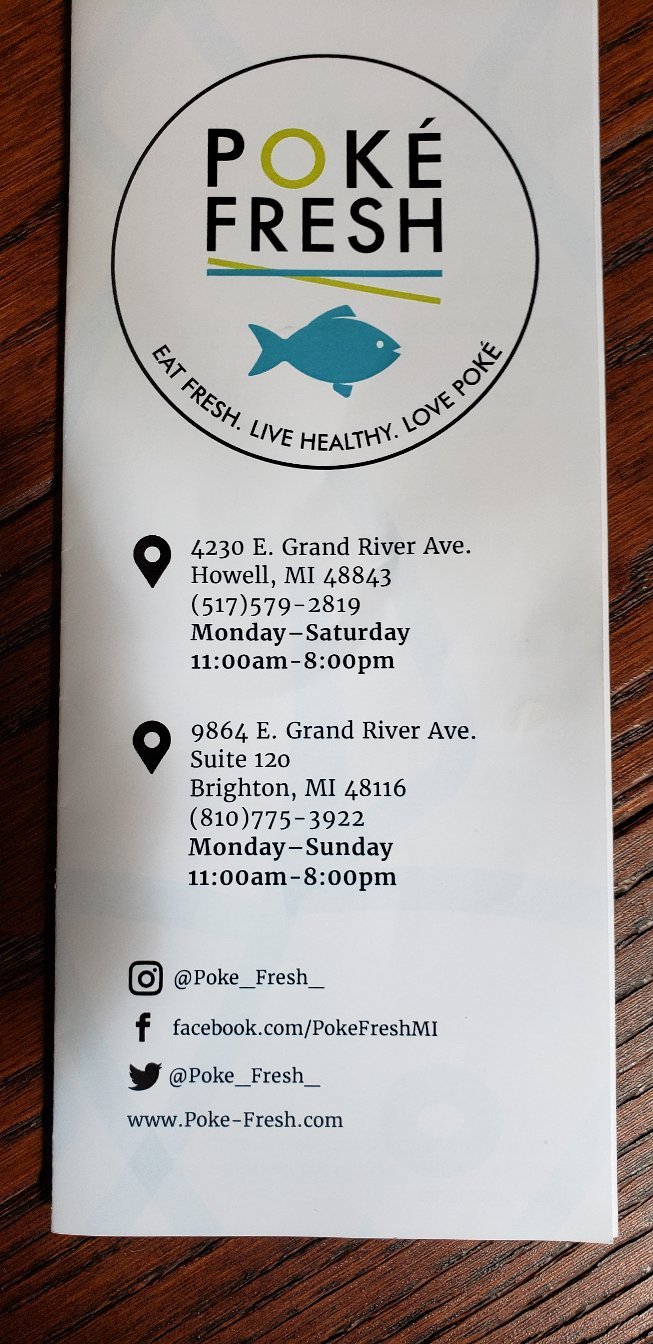 POKÉ
FRESH
EAT FRESH. LIVE HEALTHY. LOVE POKÉ
4230 E. Grand River Ave.
Howell, MI 48843
(517)579-2819
Monday–Saturday
11:00am-8:00pm
9864 E. Grand River Ave.
Suite 120
Brighton, MI 48116
(810)775-3922
Monday–Sunday
11:00am-8:00pm
@Poke_Fresh_
facebook.com/PokeFreshMI
@Poke_Fresh_
www.Poke-Fresh.com